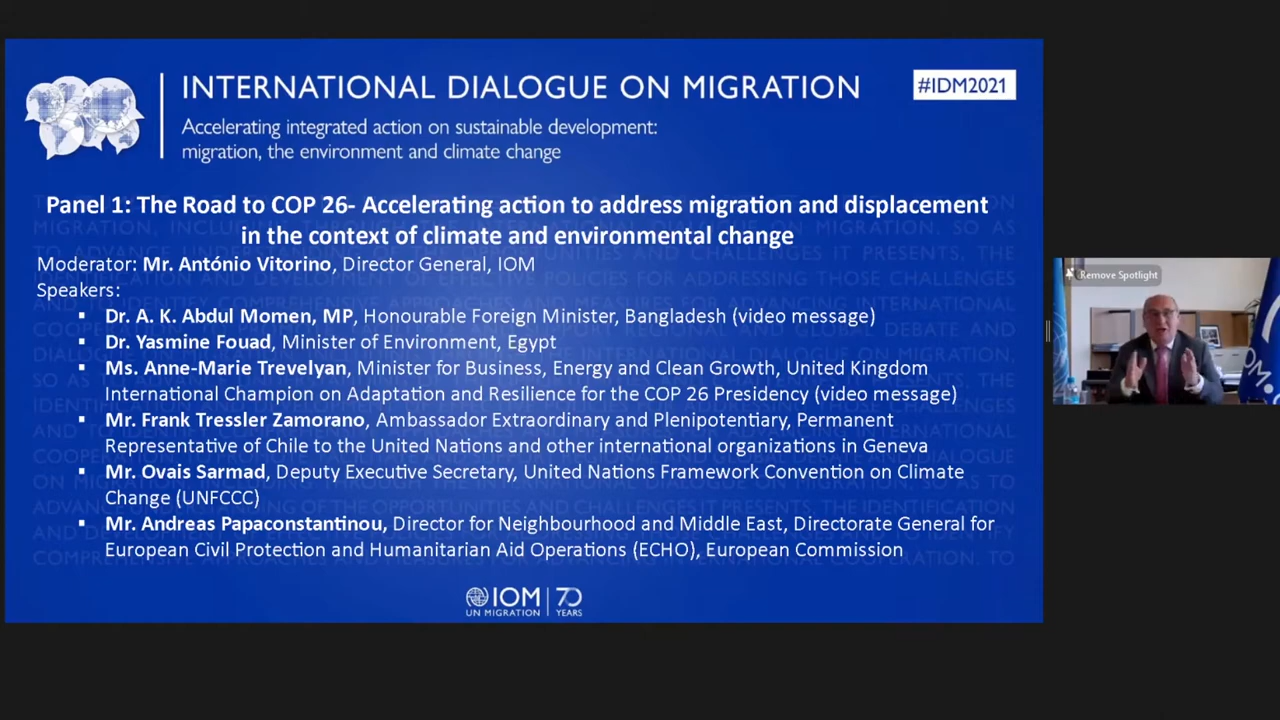 INTERNATIONAL DIALOGUE ON MIGRATION
#IDM2021
Accelerating integrated action on sustainable development:
migration, the environment and climate change
Panel 1: The Road to COP 26- Accelerating action to address migration and displacement
in the context of climate and environmental change
Moderator: Mr. António Vitorino, Director General, IOM
Speakers:
▪ Dr. A. K. Abdul Momen, MP, Honourable Foreign Minister, Bangladesh (video message)
▪ Dr. Yasmine Fouad, Minister of Environment, Egypt
▪ Ms. Anne-Marie Trevelyan, Minister for Business, Energy and Clean Growth, United Kingdom
International Champion on Adaptation and Resilience for the COP 26 Presidency (video message)
▪ Mr. Frank Tressler Zamorano, Ambassador Extraordinary and Plenipotentiary, Permanent
Representative of Chile to the United Nations and other international organizations in Geneva
▪ Mr. Ovais Sarmad, Deputy Executive Secretary, United Nations Framework Convention on Climate
Change (UNFCCC)
▪ Mr. Andreas Papaconstantinou, Director for Neighbourhood and Middle East, Directorate General for
European Civil Protection and Humanitarian Aid Operations (ECHO), European Commission
IOM
UN MIGRATION
70
YEARS
Remove Spotlight
IOM